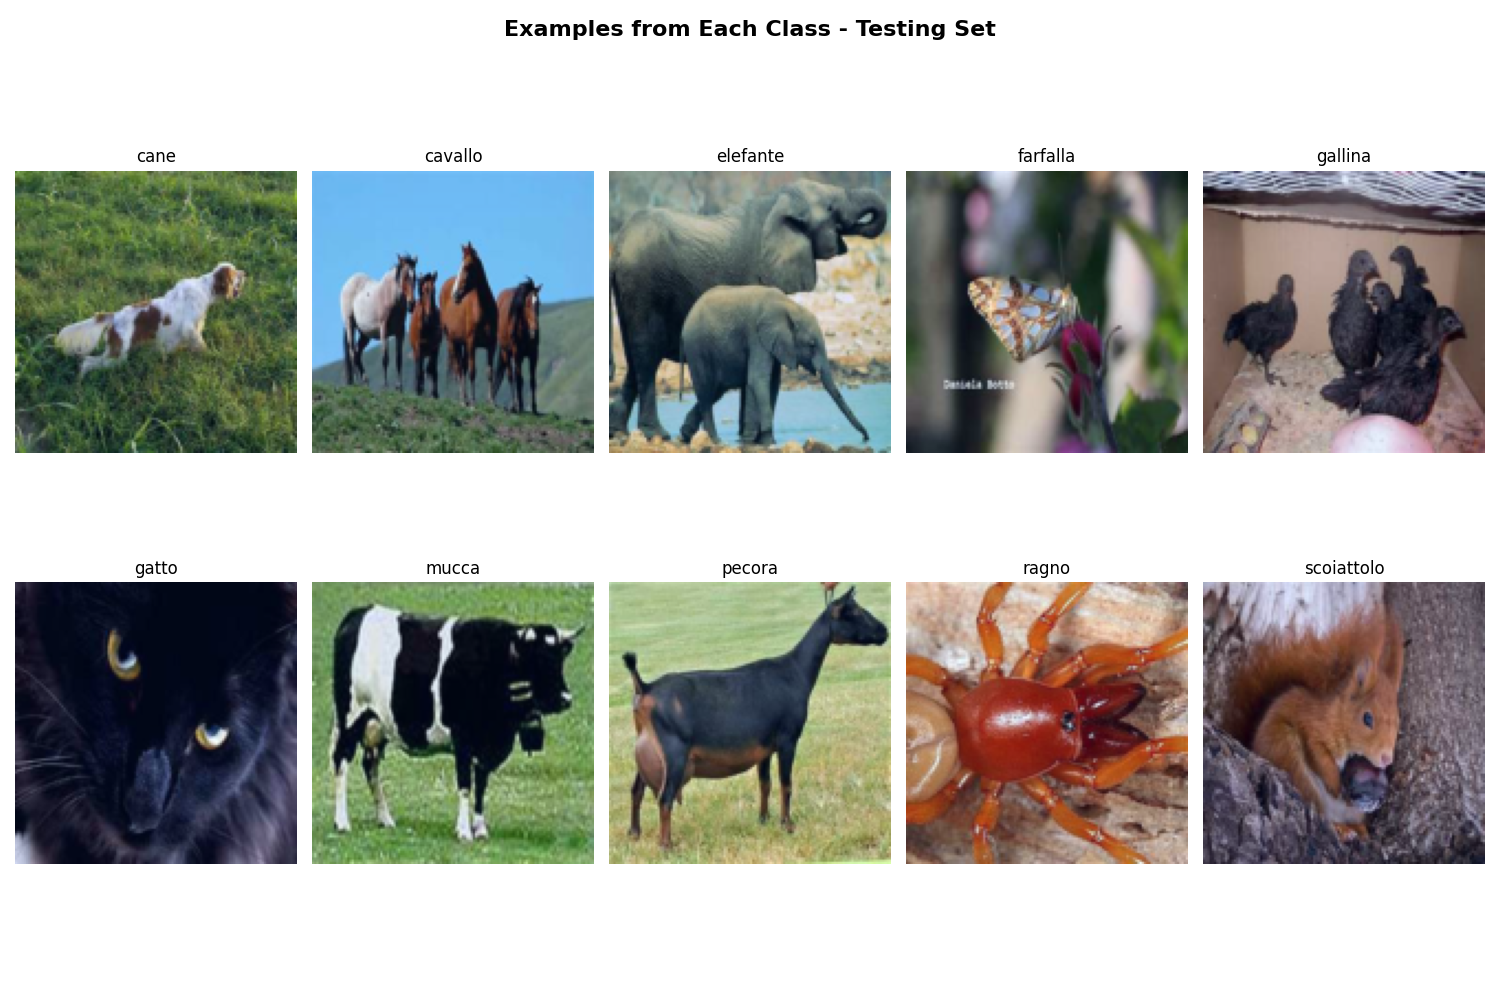 Examples from Each Class - Testing Set
cane
cavallo
elefante
farfalla
gallina
Daniela Botto
gatto
mucca
pecora
ragno
scoiattolo